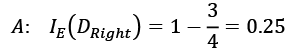 A: I_E(D_Right) = 1 − 3/4 = 0.25